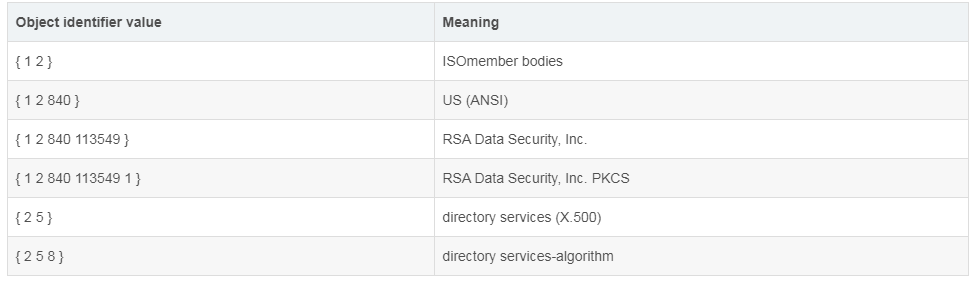 Object identifier value Meaning
{ 1 2 } ISOmember bodies
{ 1 2 840 } US (ANSI)
{ 1 2 840 113549 } RSA Data Security, Inc.
{ 1 2 840 113549 1 } RSA Data Security, Inc. PKCS
{ 2 5 } directory services (X.500)
{ 2 5 8 } directory services-algorithm